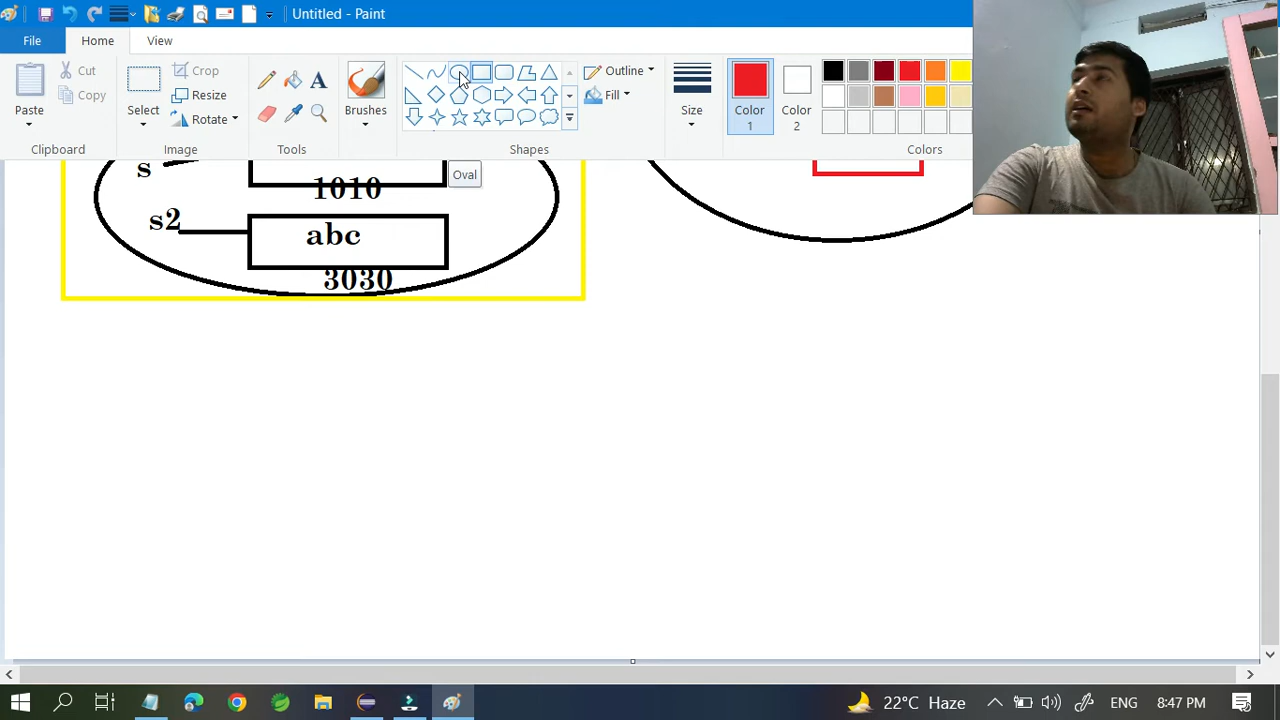 Untitled - Paint
File Home View
Paste
Cut
Copy
Clipboard
Select
Crop
Resize
Rotate
Image
A
Tools
Brushes
Shapes
Outline
Fill
Size
Color 1
Color 2
Colors
Oval
s
1010
s2
abc
3030
22°C Haze
ENG
8:47 PM